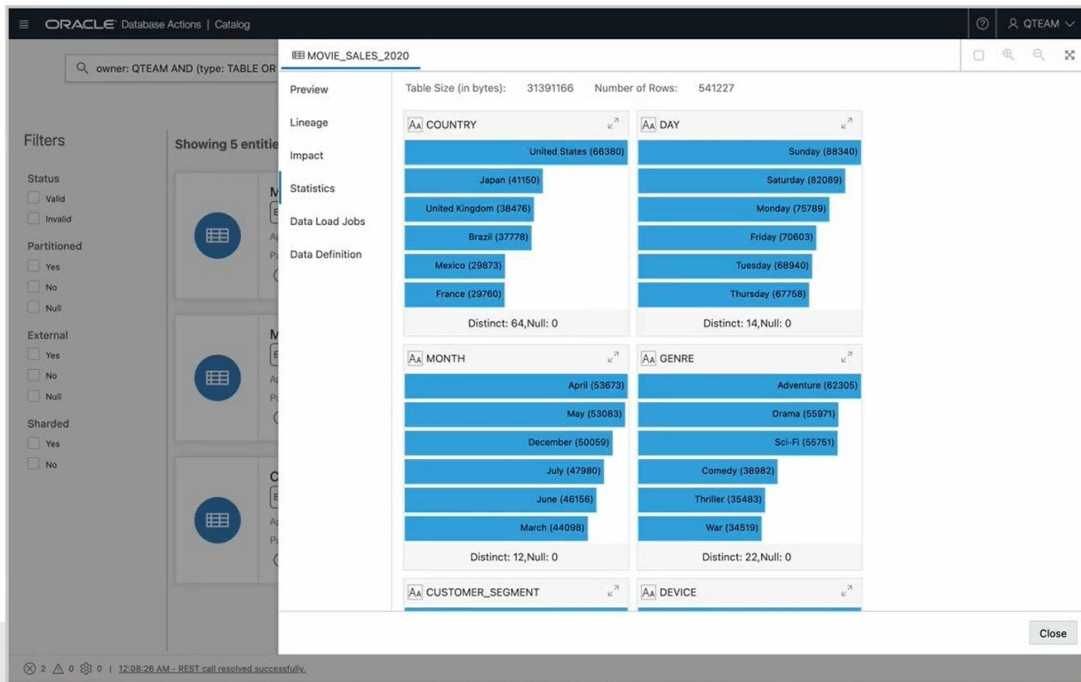 ORACLE Database Actions | Catalog
QTEAM
owner: QTEAM AND (type: TABLE OR
MOVIE_SALES_2020
Filters
Status
Valid
Invalid
Partitioned
Yes
No
Null
External
Yes
No
Null
Sharded
Yes
No
Showing 5 entitie
Preview
Lineage
Impact
Statistics
Data Load Jobs
Data Definition
Table Size (in bytes): 31391166 Number of Rows: 541227
COUNTRY
United States (66380)
Japan (41150)
United Kingdom (38476)
Brazil (37778)
Mexico (29873)
France (29760)
Distinct: 64,Null: 0
DAY
Sunday (88340)
Saturday (82089)
Monday (75789)
Friday (70603)
Tuesday (68940)
Thursday (67758)
Distinct: 14,Null: 0
MONTH
April (53673)
May (53083)
December (50059)
July (47980)
June (46156)
March (44098)
Distinct: 12,Null: 0
GENRE
Adventure (62305)
Drama (55971)
Sci-Fi (55751)
Comedy (38982)
Thriller (35483)
War (34519)
Distinct: 22,Null: 0
CUSTOMER_SEGMENT
DEVICE
Close
2 0 0 | 12:08:26 AM - REST call resolved successfully.